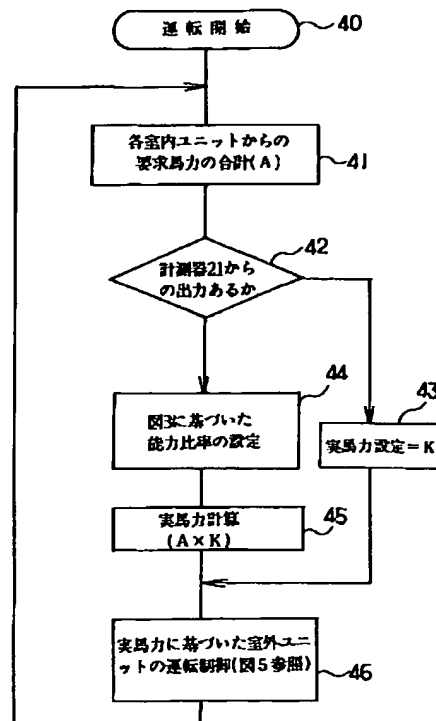 運転開始
40
各室内ユニットからの
要求馬力の合計(A)
41
42
計測器21から
の出力あるか
44
43
図3に基づいた
能力比率の設定
実馬力設定=K
実馬力計算
(A×K)
45
実馬力に基づいた室外ユニ
ットの運転制御(図5参照)
46